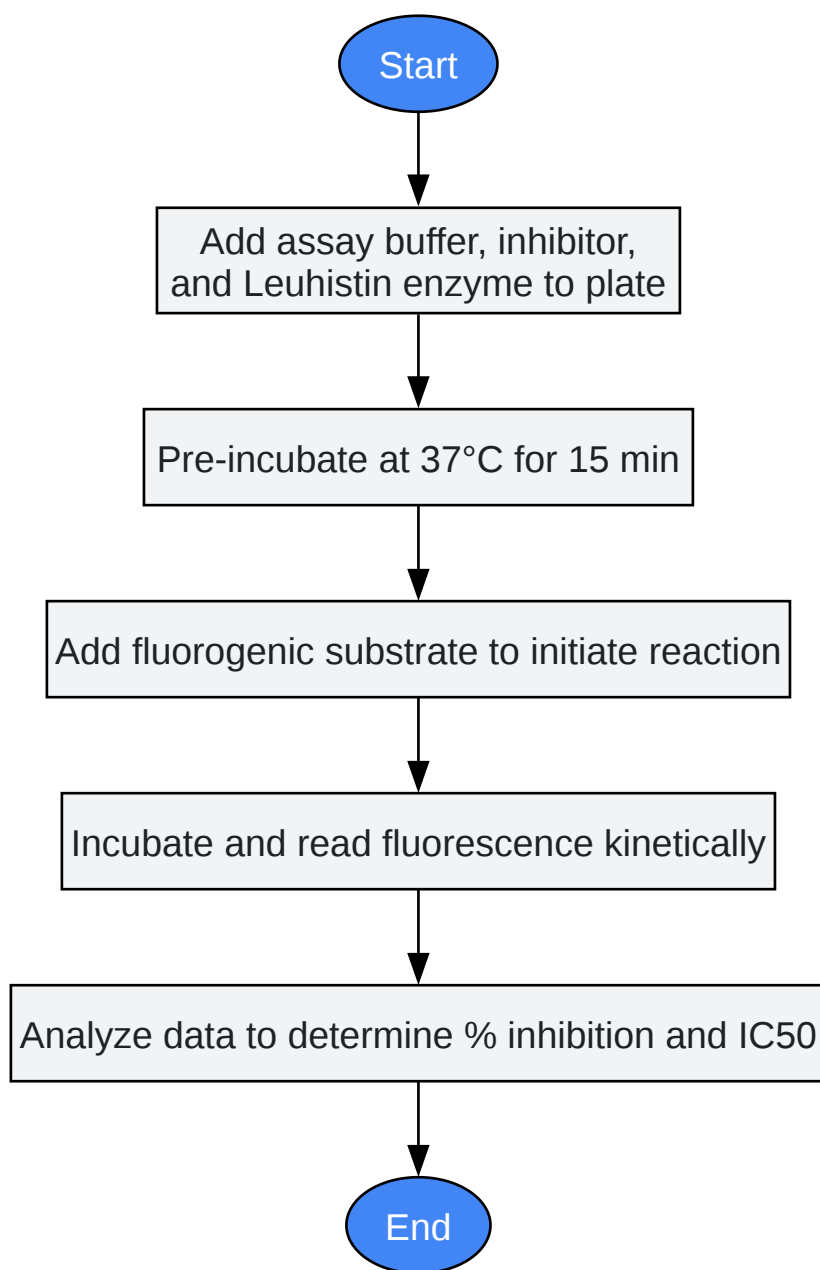 Start
Add assay buffer, inhibitor,
and Leuhistin enzyme to plate
Pre-incubate at 37°C for 15 min
Add fluorogenic substrate to initiate reaction
Incubate and read fluorescence kinetically
Analyze data to determine % inhibition and IC50
End